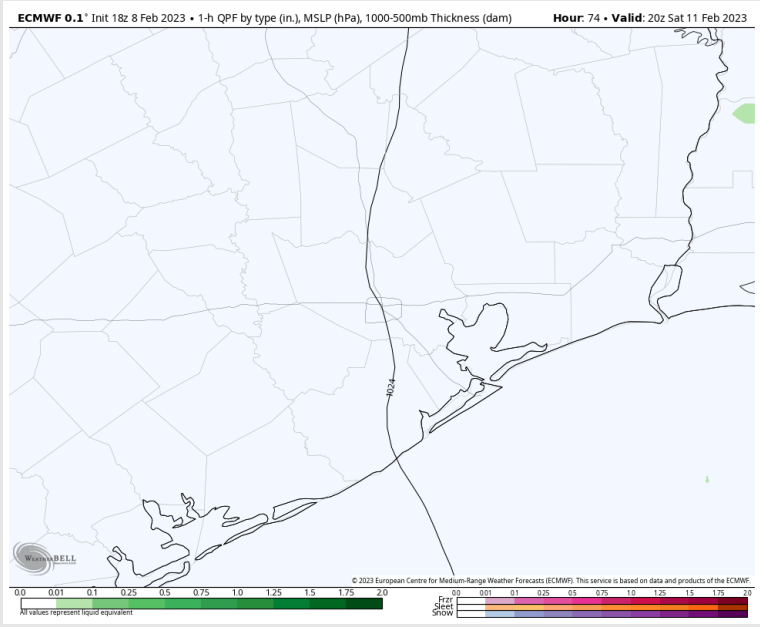 ECMWF 0.1° Init 18z 8 Feb 2023 • 1-h QPF by type (in.), MSLP (hPa), 1000-500mb Thickness (dam)
Hour: 74 • Valid: 20z Sat 11 Feb 2023
1024
WEATHERBELL
© 2023 European Centre for Medium-Range Weather Forecasts (ECMWF). This service is based on data and products of the ECMWF.
0.0 0.01 0.1 0.25 0.5 0.75 1.0 1.25 1.5 1.75 2.0
All values represent liquid equivalent
0.0 001 0.1 0.25 0.5 0.75 1.0 1.25 1.5 1.75 2.0
Frzr
Sleet
Snow